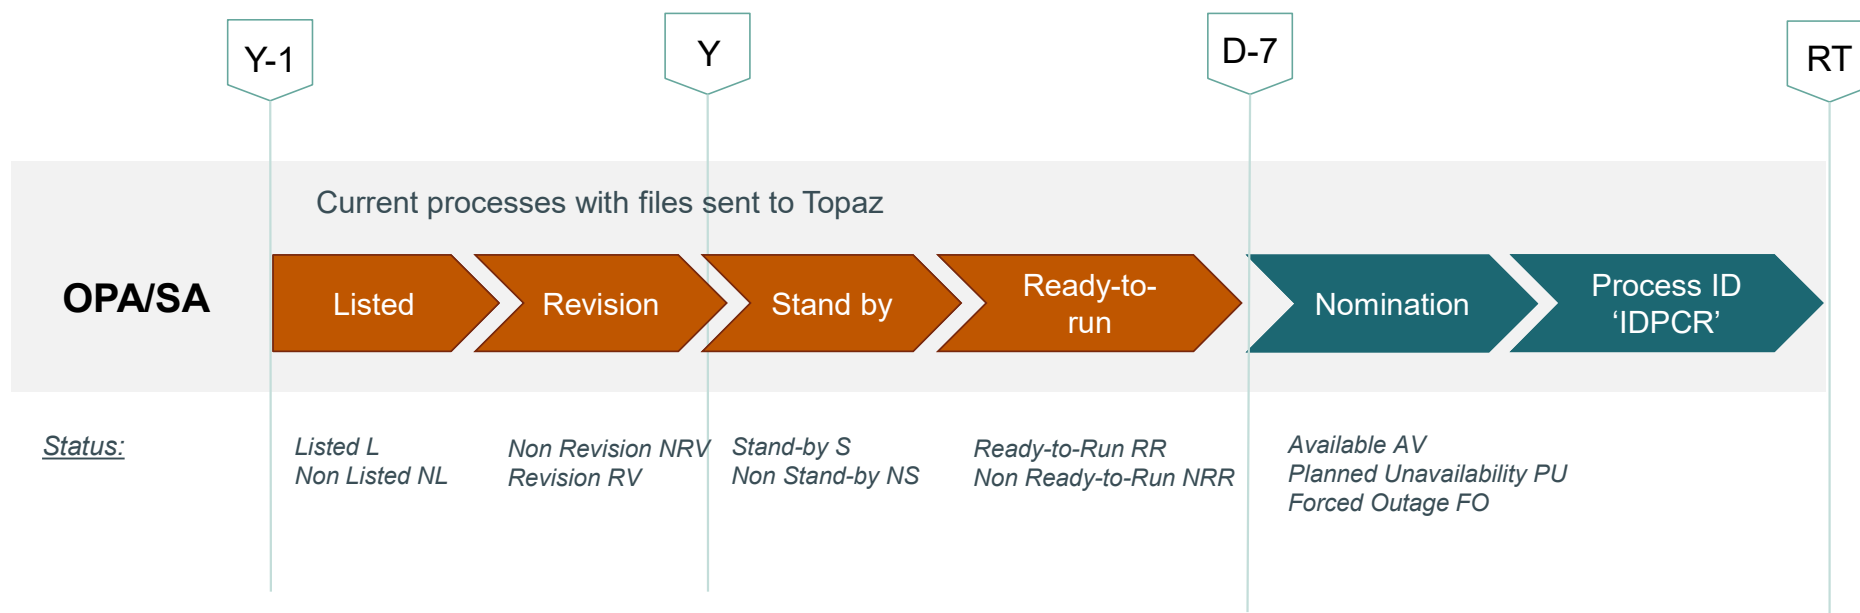 Y-1
Y
D-7
RT
Current processes with files sent to Topaz
OPA/SA
Listed
Revision
Stand by
Ready-to-
run
Nomination
Process ID
‘IDPCR’
Status:
Listed L
Non Listed NL
Non Revision NRV
Revision RV
Stand-by S
Non Stand-by NS
Ready-to-Run RR
Non Ready-to-Run NRR
Available AV
Planned Unavailability PU
Forced Outage FO